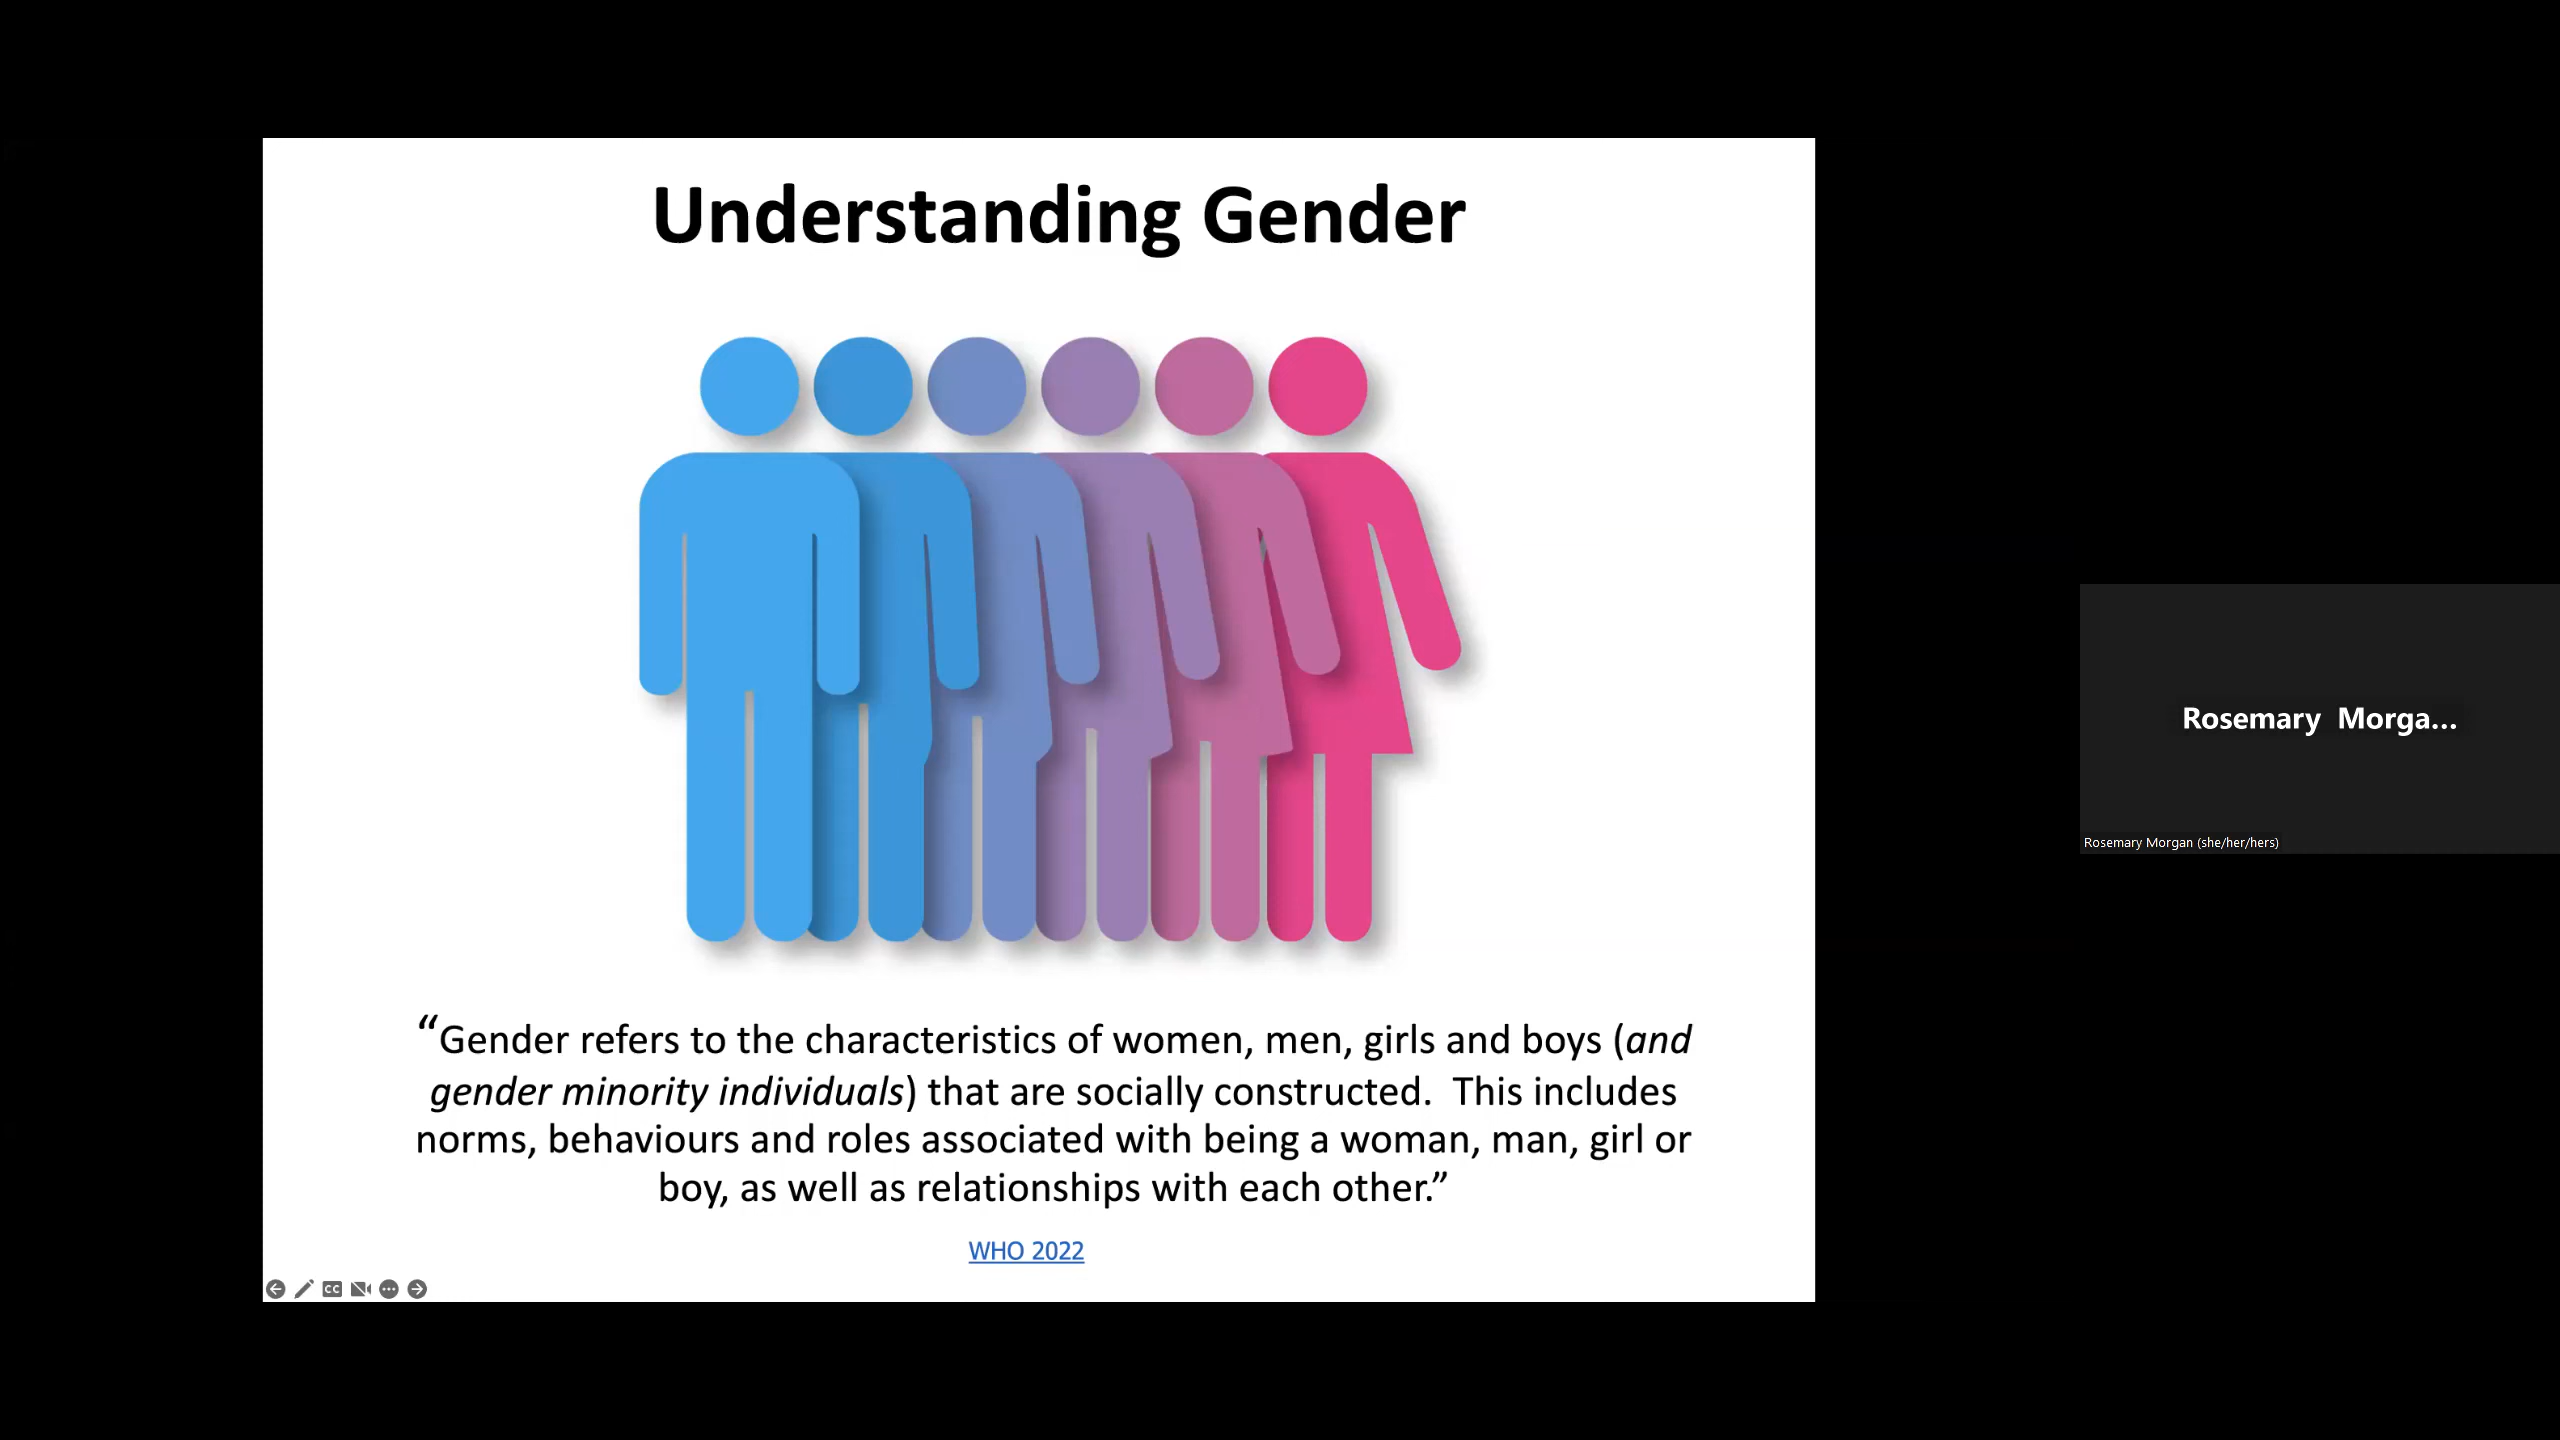 Understanding Gender
“Gender refers to the characteristics of women, men, girls and boys (and
gender minority individuals) that are socially constructed.  This includes
norms, behaviours and roles associated with being a woman, man, girl or
boy, as well as relationships with each other.”
WHO 2022
CC
Rosemary  Morga...
Rosemary Morgan (she/her/hers)